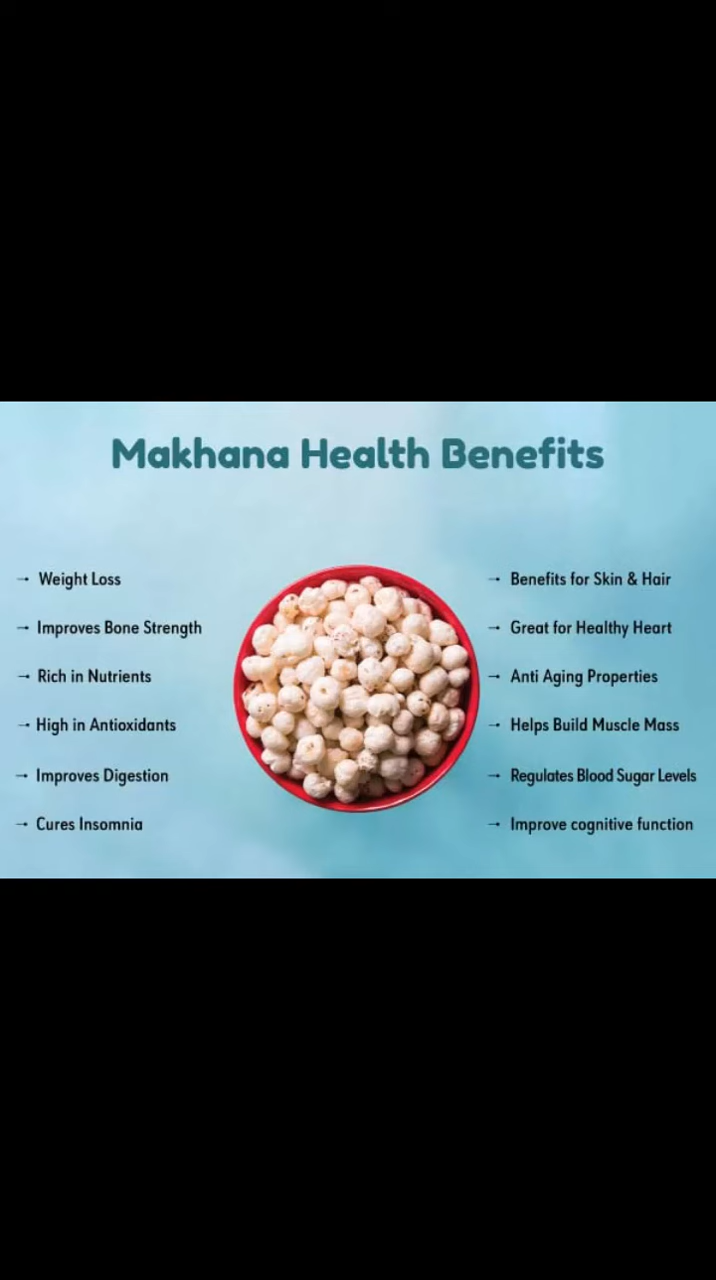 Makhana Health Benefits
→ Weight Loss
→ Improves Bone Strength
→ Rich in Nutrients
→ High in Antioxidants
→ Improves Digestion
→ Cures Insomnia
→ Benefits for Skin & Hair
→ Great for Healthy Heart
→ Anti Aging Properties
→ Helps Build Muscle Mass
→ Regulates Blood Sugar Levels
→ Improve cognitive function